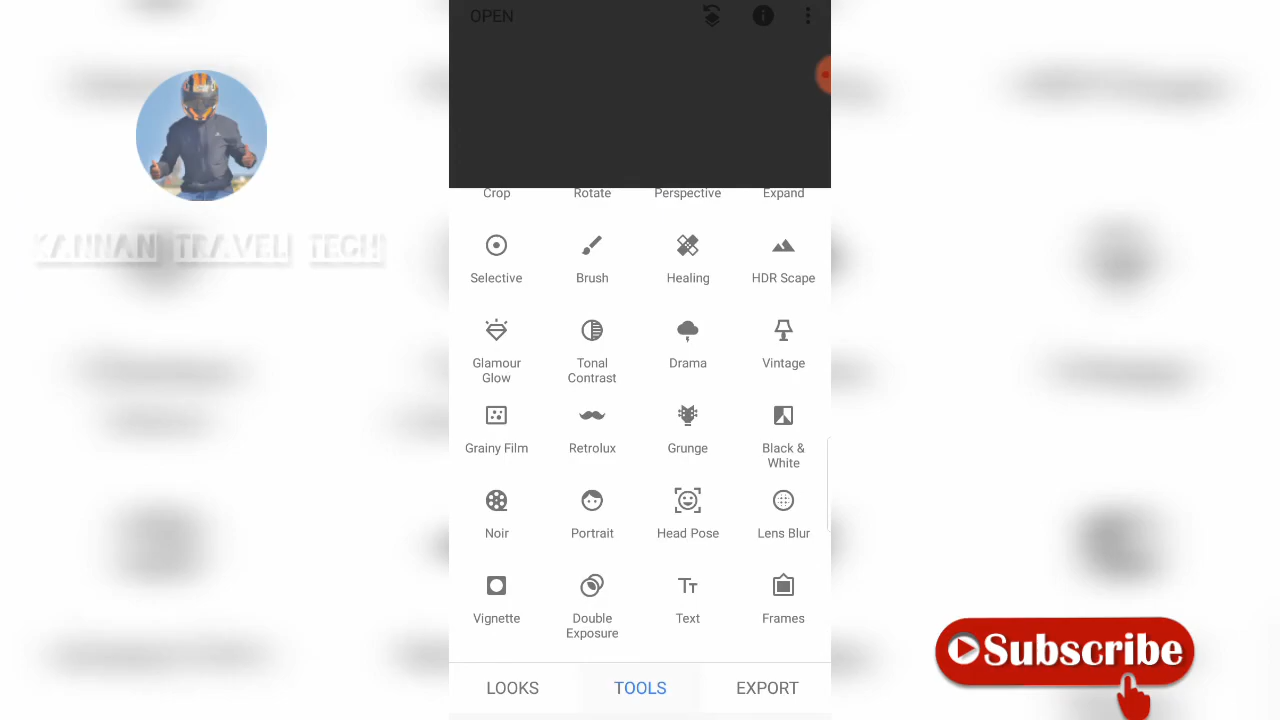 OPEN
KANNAN TRAVEL TECH
Crop Rotate Perspective Expand
Selective Brush Healing HDR Scape
Glamour Glow Tonal Contrast Drama Vintage
Grainy Film Retrolux Grunge Black & White
Noir Portrait Head Pose Lens Blur
Vignette Double Exposure Text Frames
Subscribe
LOOKS TOOLS EXPORT